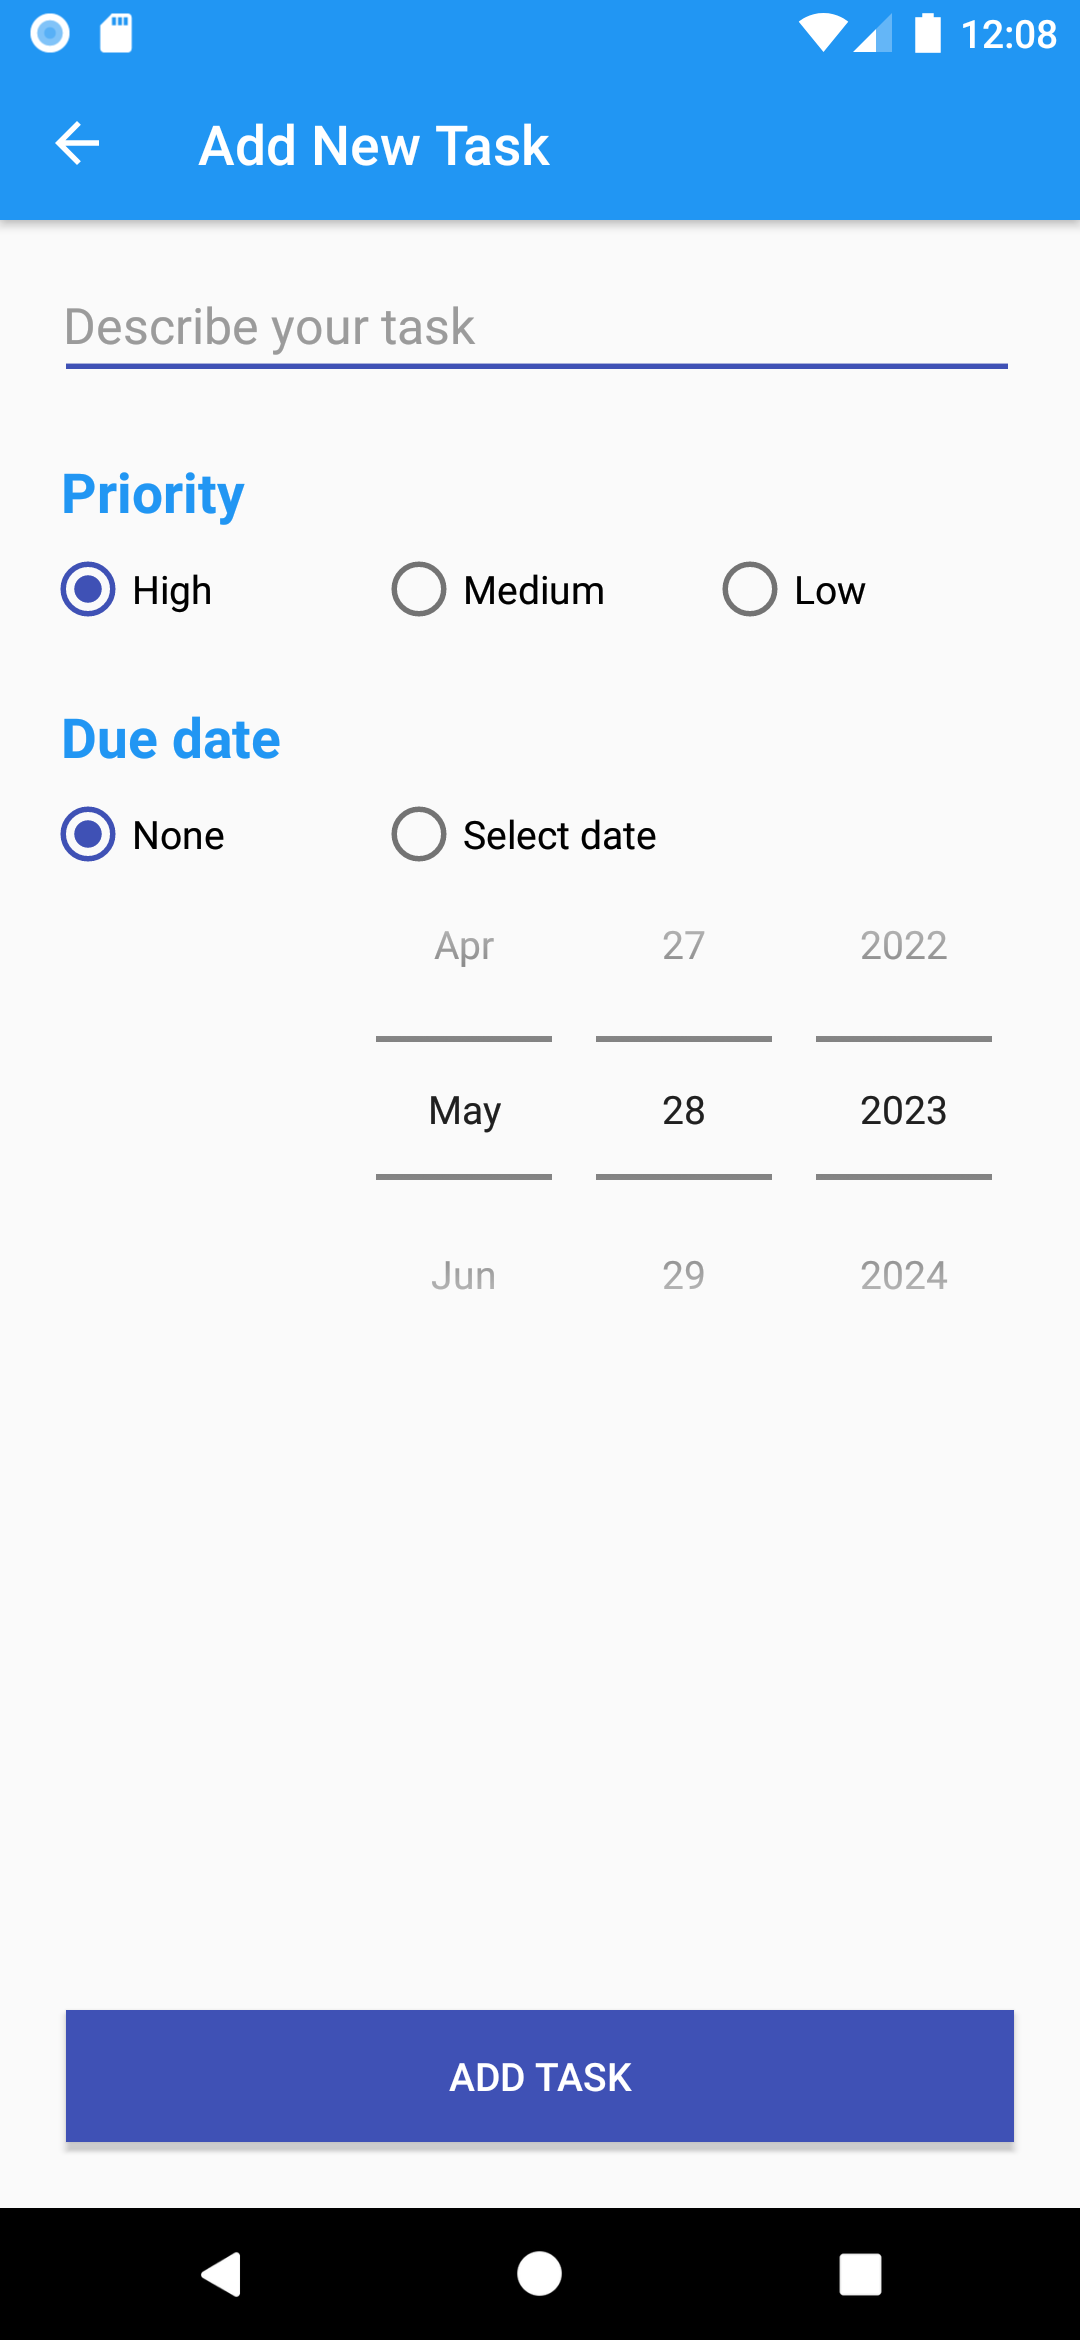 12:08
Add New Task
Describe your task
Priority
High Medium Low
Due date
None Select date
Apr 27 2022
May 28 2023
Jun 29 2024
ADD TASK